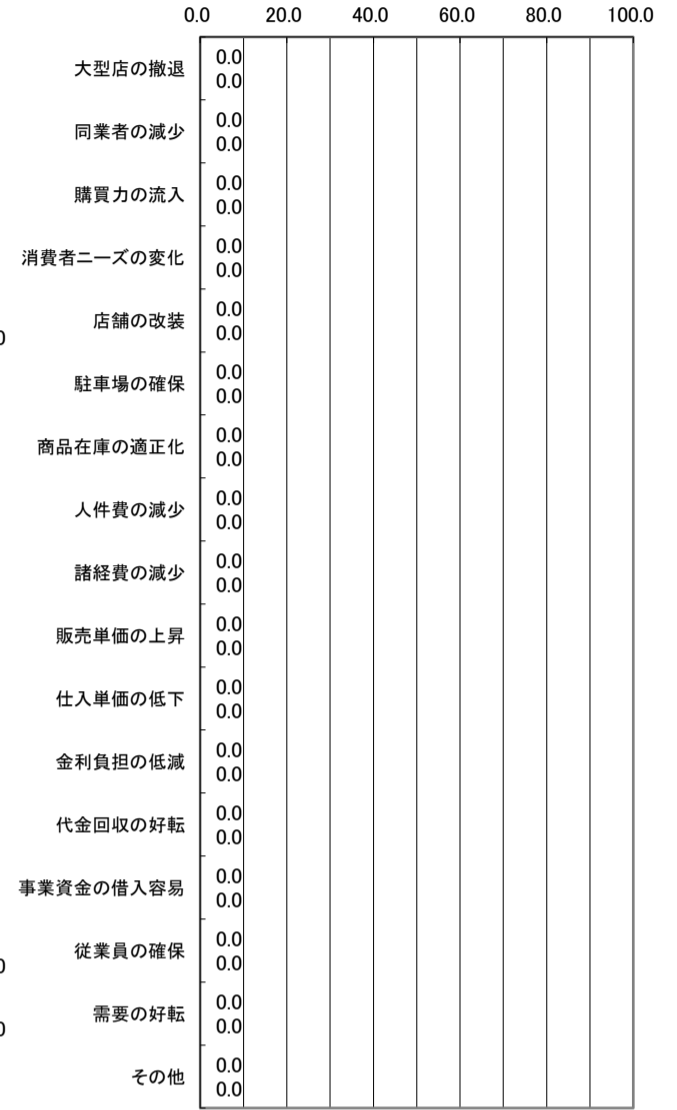 0.0 20.0 40.0 60.0 80.0 100.0
大型店の撤退 0.0
0.0
同業者の減少 0.0
0.0
購買力の流入 0.0
0.0
消費者ニーズの変化 0.0
0.0
店舗の改装 0.0
0.0
0
駐車場の確保 0.0
0.0
商品在庫の適正化 0.0
0.0
人件費の減少 0.0
0.0
諸経費の減少 0.0
0.0
販売単価の上昇 0.0
0.0
仕入単価の低下 0.0
0.0
金利負担の低減 0.0
0.0
代金回収の好転 0.0
0.0
事業資金の借入容易 0.0
0.0
従業員の確保 0.0
0.0
0
需要の好転 0.0
0.0
0
その他 0.0
0.0